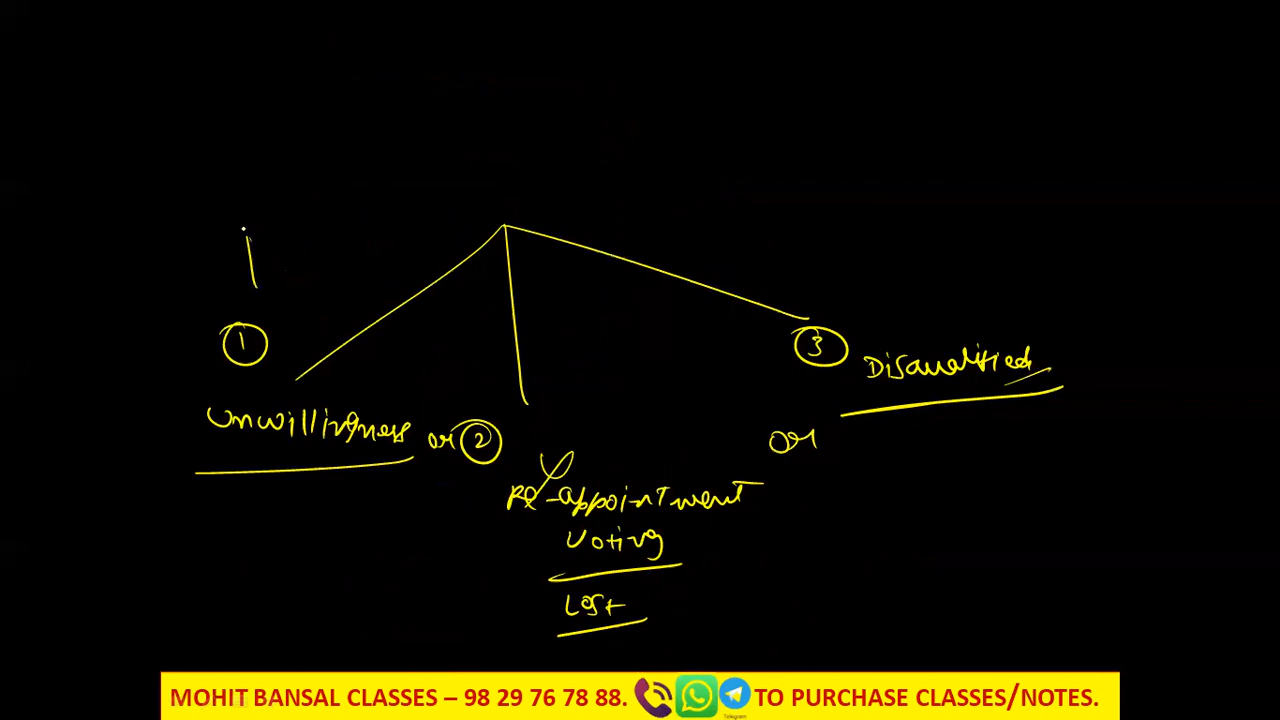 ①
Unwillingness or ②
Re-appointment
Voting
Lost
or
③ Disqualified
MOHIT BANSAL CLASSES – 98 29 76 78 88. TO PURCHASE CLASSES/NOTES.
Telegram